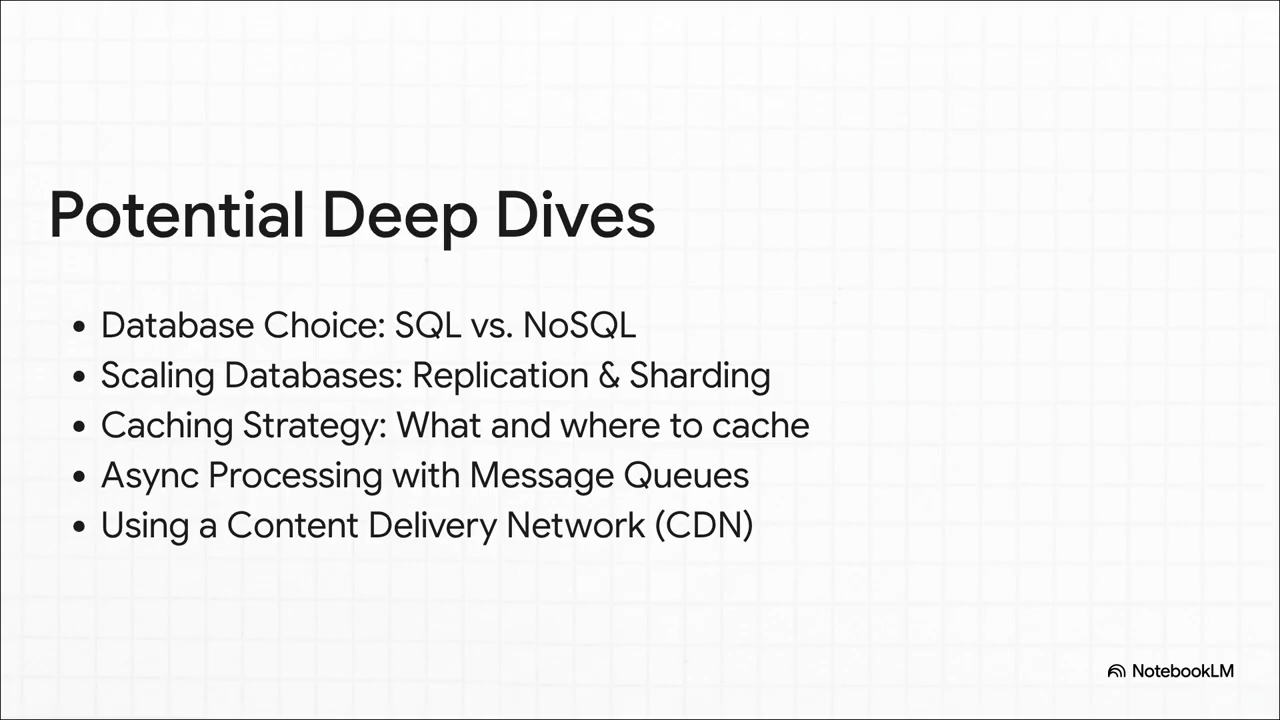 Potential Deep Dives
• Database Choice: SQL vs. NoSQL
• Scaling Databases: Replication & Sharding
• Caching Strategy: What and where to cache
• Async Processing with Message Queues
• Using a Content Delivery Network (CDN)
NotebookLM